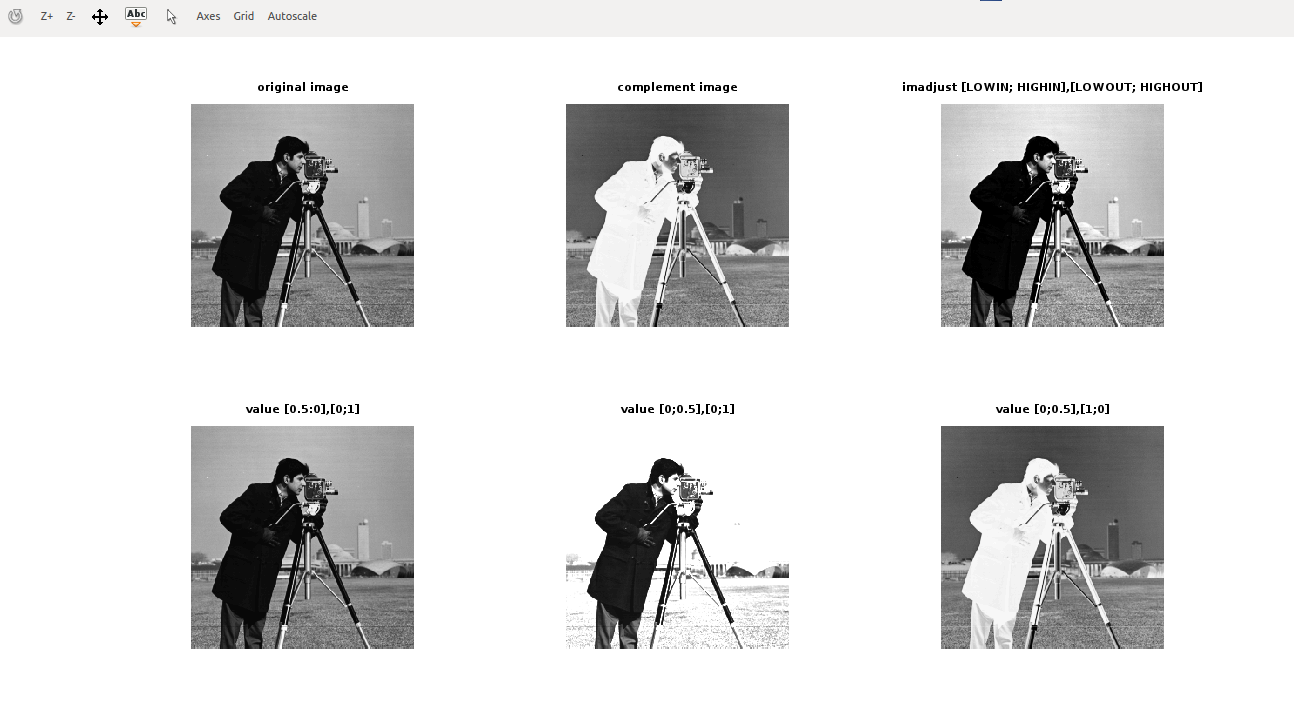 Z+ Z- Abc Axes Grid Autoscale
original image complement image imadjust [LOWIN; HIGHIN],[LOWOUT; HIGHOUT]
value [0.5:0],[0;1] value [0;0.5],[0;1] value [0;0.5],[1;0]